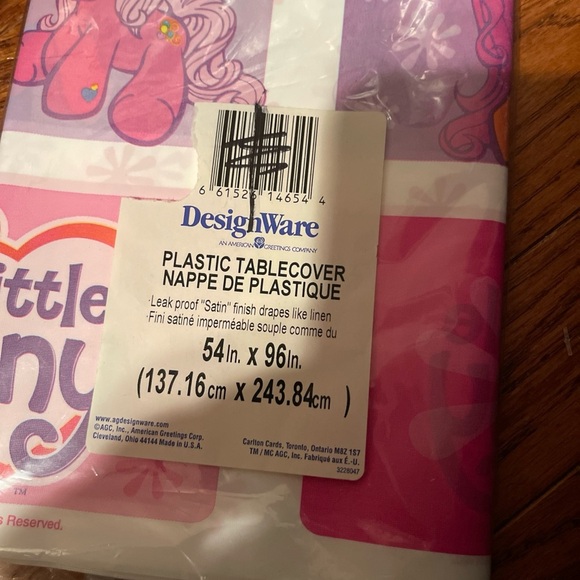 6 61526 14654 4
DesignWare
AN AMERICAN GREETINGS COMPANY
PLASTIC TABLECOVER
NAPPE DE PLASTIQUE
·Leak proof "Satin" finish drapes like linen
·Fini satiné imperméable souple comme du
54In. x 96In.
(137.16cm x 243.84cm )
www.agdesignware.com
©AGC, Inc., American Greetings Corp.
Cleveland, Ohio 44144 Made in U.S.A.
Carlton Cards, Toronto, Ontario M8Z 1S7
TM / MC AGC, Inc. Fabriqué aux É.-U.
3226047
ittle
ny
TM
s Reserved.